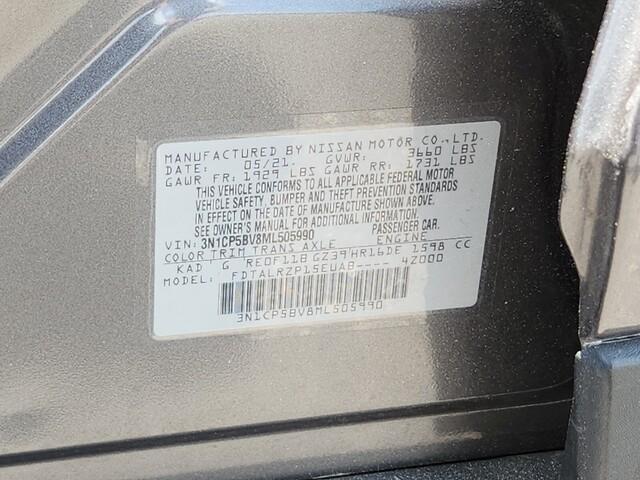 MANUFACTURED BY NISSAN MOTOR CO.,LTD.
DATE: 05/21 GVWR: 3660 LBS
GAWR FR: 1929 LBS GAWR RR: 1731 LBS
THIS VEHICLE CONFORMS TO ALL APPLICABLE FEDERAL MOTOR
VEHICLE SAFETY, BUMPER AND THEFT PREVENTION STANDARDS
IN EFFECT ON THE DATE OF MANUFACTURE SHOWN ABOVE.
SEE OWNER'S MANUAL FOR ADDITIONAL INFORMATION.
VIN: 3N1CP5BV8ML505990 PASSENGER CAR.
COLOR TRIM TRANS AXLE ENGINE
KAD G RE0F11B GZ39 HR16DE 1598 CC
MODEL: FDTALRZP15EUAB---- 4Z000
3N1CP5BV8ML505990